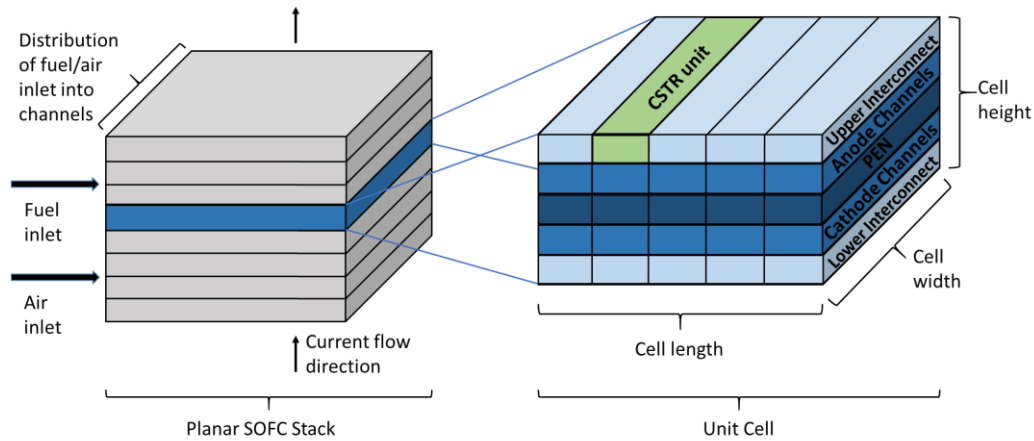 Distribution
of fuel/air
inlet into
channels
Fuel
inlet
Air
inlet
Current flow
direction
Planar SOFC Stack
CSTR unit
Upper Interconnect
Anode Channels
PEN
Cathode Channels
Lower Interconnect
Cell
height
Cell
width
Cell length
Unit Cell